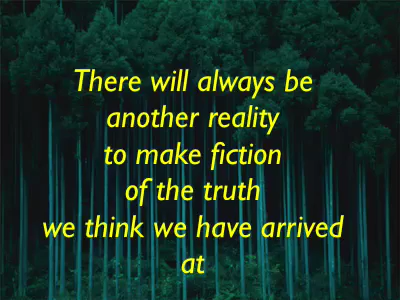 There will always be
another reality
to make fiction
of the truth
we think we have arrived
at